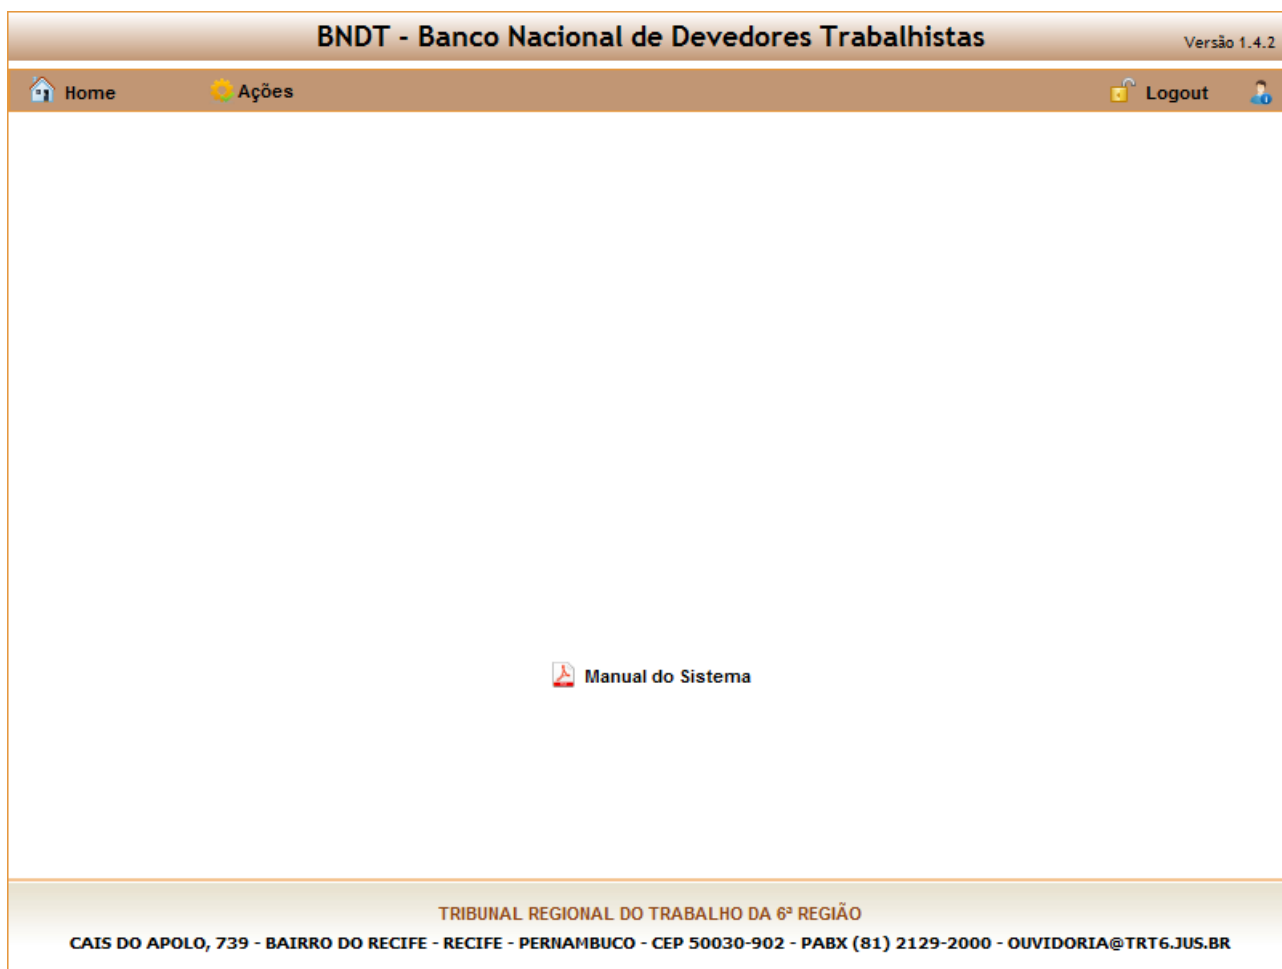 BNDT - Banco Nacional de Devedores Trabalhistas
Versão 1.4.2
Home
Ações
Logout
Manual do Sistema
TRIBUNAL REGIONAL DO TRABALHO DA 6ª REGIÃO
CAIS DO APOLO, 739 - BAIRRO DO RECIFE - RECIFE - PERNAMBUCO - CEP 50030-902 - PABX (81) 2129-2000 - OUVIDORIA@TRT6.JUS.BR